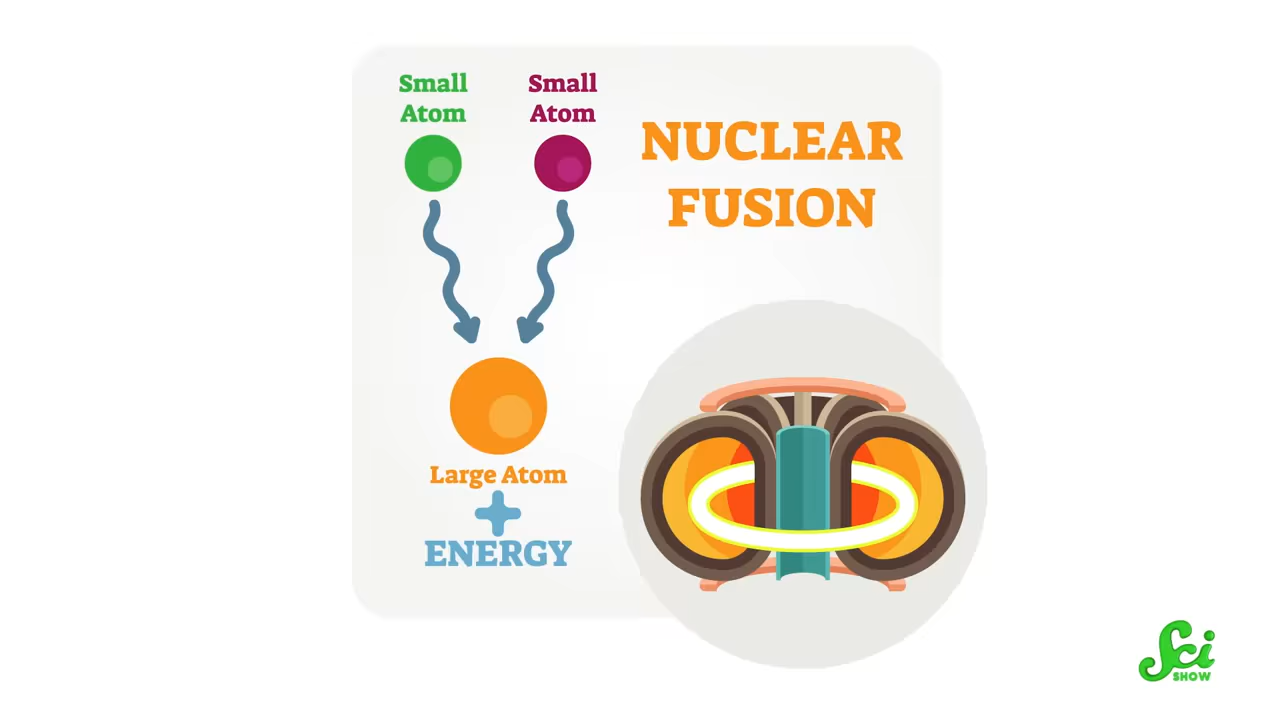 Small
Atom
Small
Atom
NUCLEAR
FUSION
Large Atom
+
ENERGY
Sci
SHOW